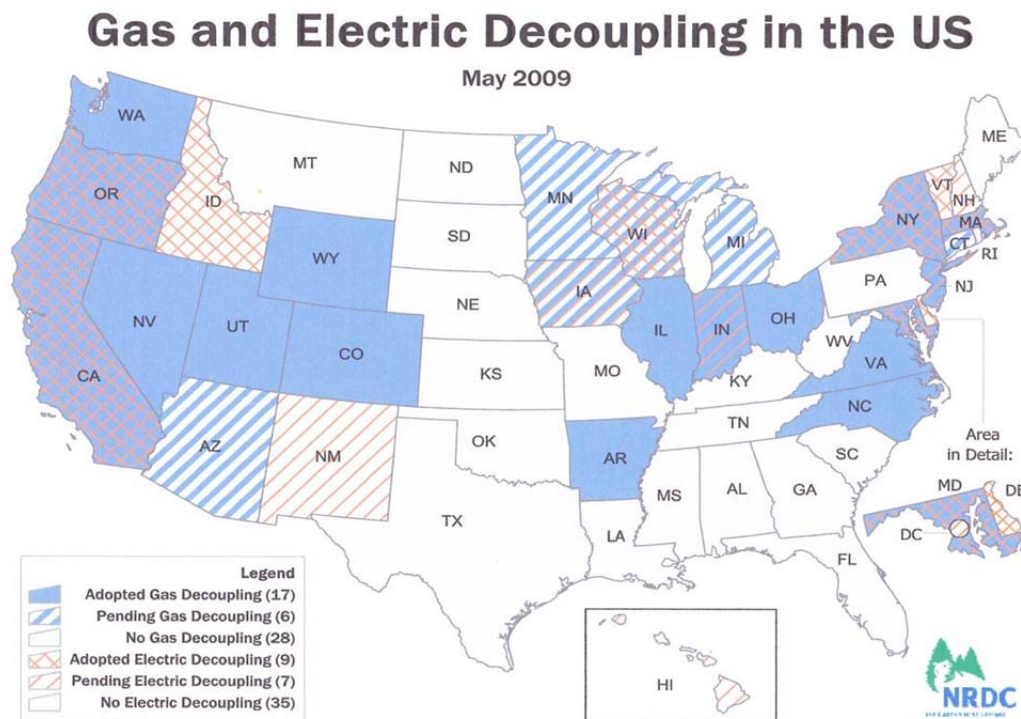 Gas and Electric Decoupling in the US
May 2009
WA
MT
ND
MN
ME
OR
ID
SD
WI
MI
VT
NH
NY
MA
CT
RI
WY
NE
IA
PA
NJ
NV
UT
CO
IL
IN
OH
WV
VA
CA
KS
MO
KY
NC
AZ
NM
OK
AR
TN
SC
TX
LA
MS
AL
GA
FL
Area
in Detail:
MD
DE
DC
HI
Legend
Adopted Gas Decoupling (17)
Pending Gas Decoupling (6)
No Gas Decoupling (28)
Adopted Electric Decoupling (9)
Pending Electric Decoupling (7)
No Electric Decoupling (35)
NRDC